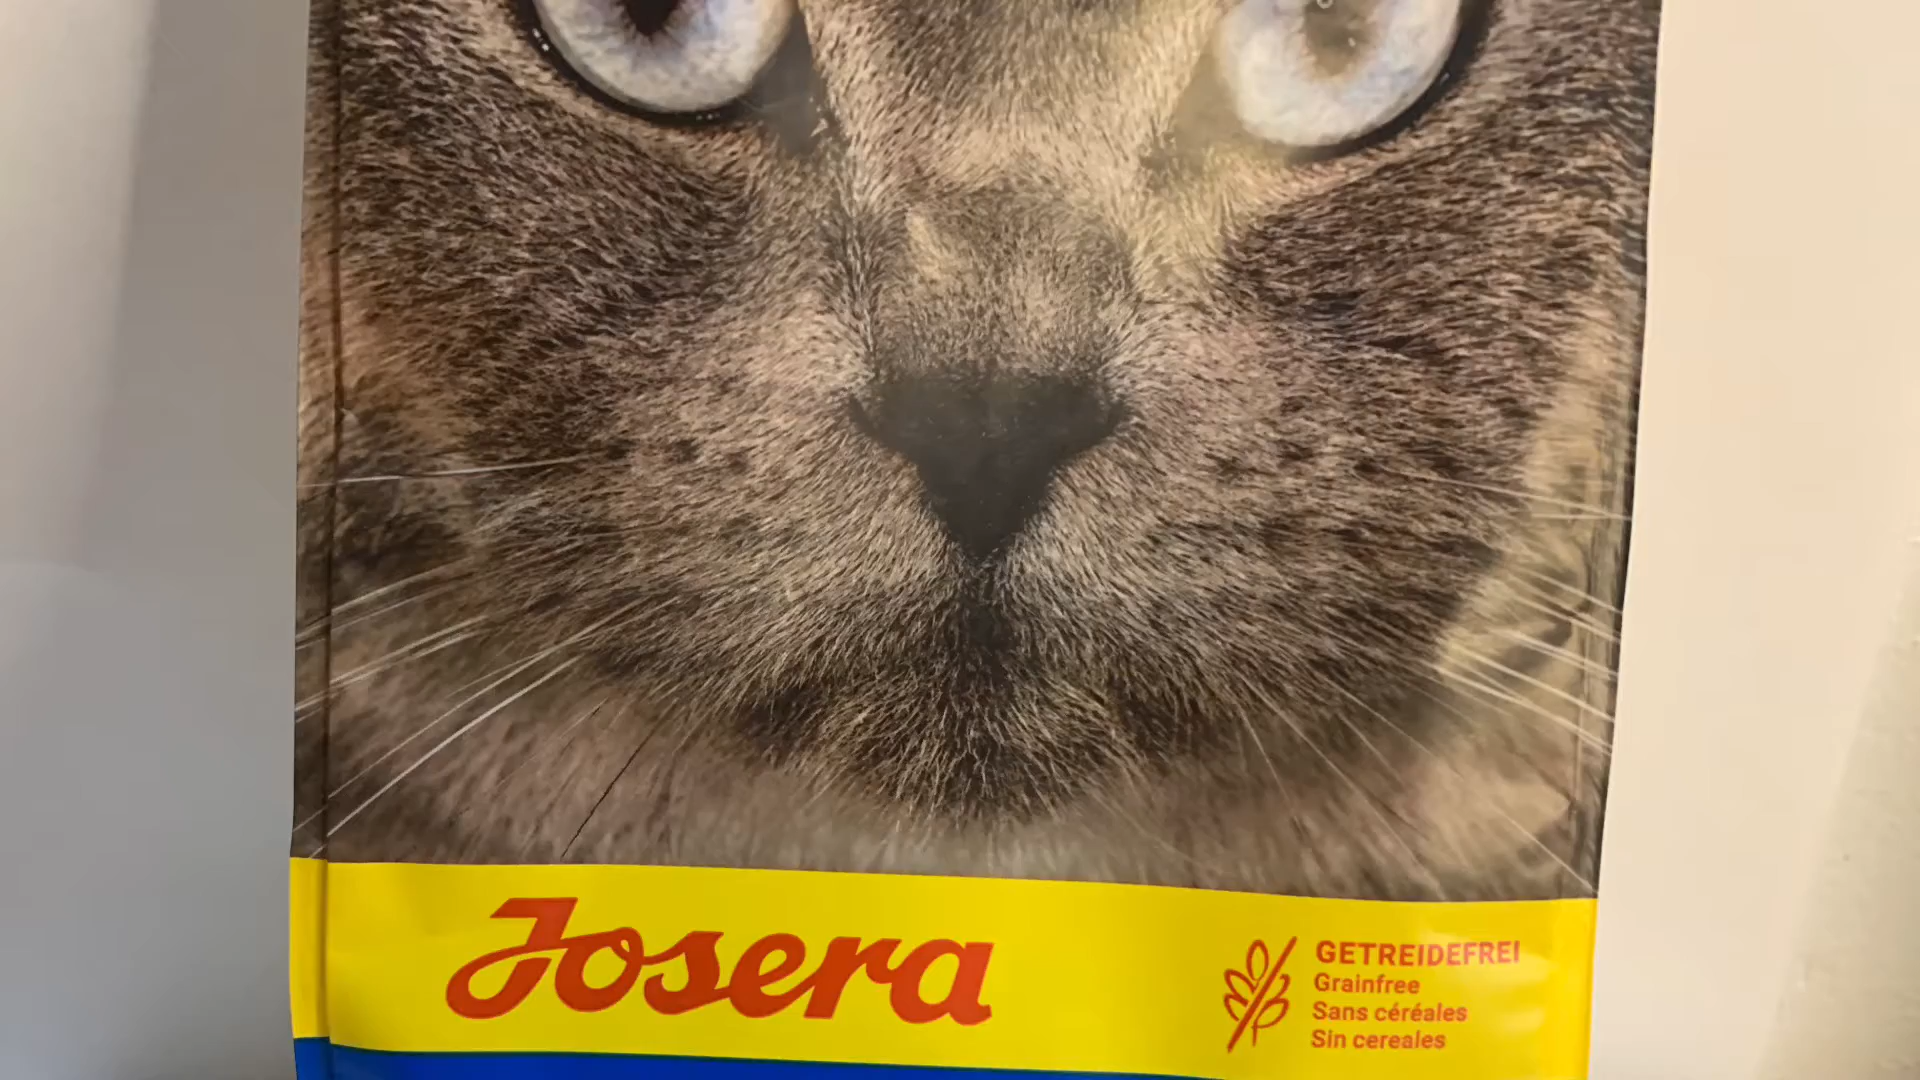 Josera
GETREIDEFREI
Grainfree
Sans céréales
Sin cereales